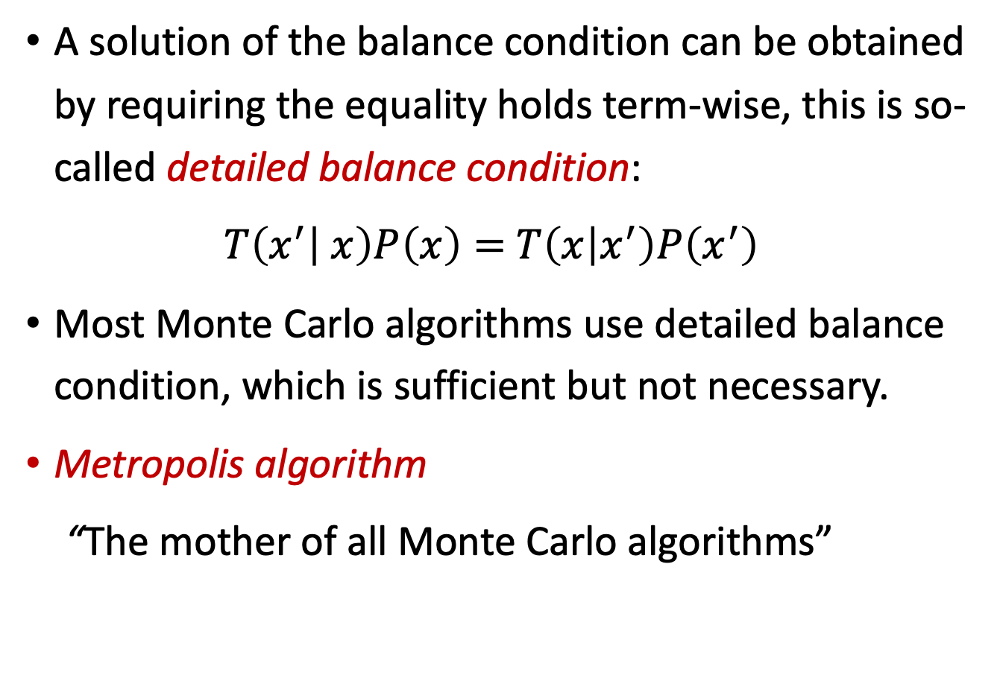 • A solution of the balance condition can be obtained
by requiring the equality holds term-wise, this is so-
called detailed balance condition:
T(x′| x)P(x) = T(x|x′)P(x′)
• Most Monte Carlo algorithms use detailed balance
condition, which is sufficient but not necessary.
• Metropolis algorithm
“The mother of all Monte Carlo algorithms”